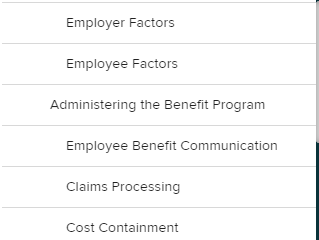 Employer Factors
Employee Factors
Administering the Benefit Program
Employee Benefit Communication
Claims Processing
Cost Containment